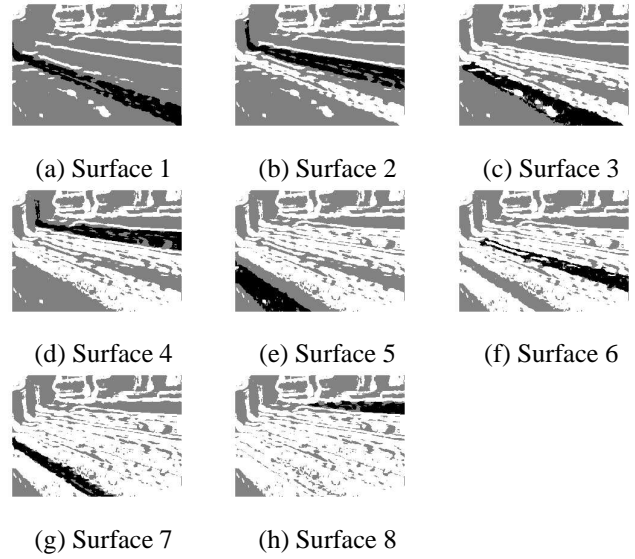 (a) Surface 1
(b) Surface 2
(c) Surface 3
(d) Surface 4
(e) Surface 5
(f) Surface 6
(g) Surface 7
(h) Surface 8